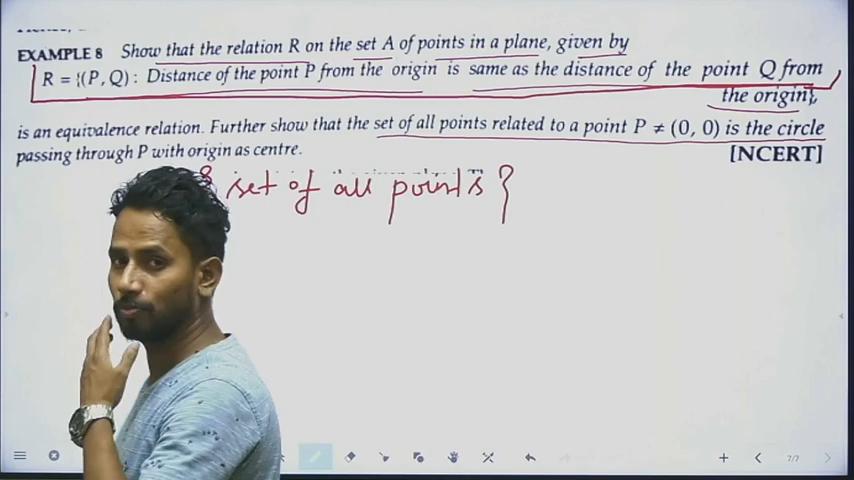 EXAMPLE 8 Show that the relation R on the set A of points in a plane, given by
R = {(P, Q) : Distance of the point P from the origin is same as the distance of the point Q from
the origin},
is an equivalence relation. Further show that the set of all points related to a point P ≠ (0, 0) is the circle
passing through P with origin as centre. [NCERT]
{ set of all points }
7/7